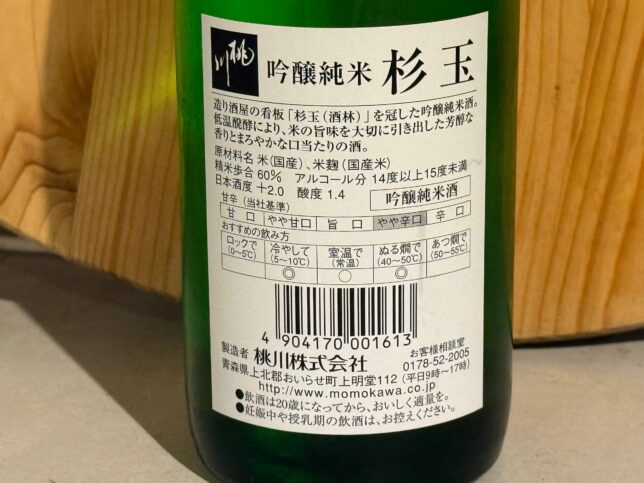 桃川
吟醸純米 杉玉
造り酒屋の看板「杉玉(酒林)」を冠した吟醸純米酒。
低温醗酵により、米の旨味を大切に引き出した芳醇な
香りとまろやかな口当たりの酒。
原材料名 米(国産)、米麹(国産米)
精米歩合 60% アルコール分 14度以上15度未満
日本酒度 +2.0 酸度 1.4 吟醸純米酒
甘辛(当社基準)
甘口 やや甘口 旨口 やや辛口 辛口
おすすめの飲み方
ロックで 冷やして 室温で ぬる燗で あつ燗で
(0~5℃) (5~10℃) (常温) (40~50℃) (50~55℃)
◎ ○ ◎
4 904170 001613
製造者 桃川株式会社 お客様相談室
0178-52-2005
青森県上北郡おいらせ町上明堂112 (平日9時~17時)
http://www.momokawa.co.jp
●飲酒は20歳になってから、おいしく適量を。
●妊娠中や授乳期の飲酒は、お控えください。